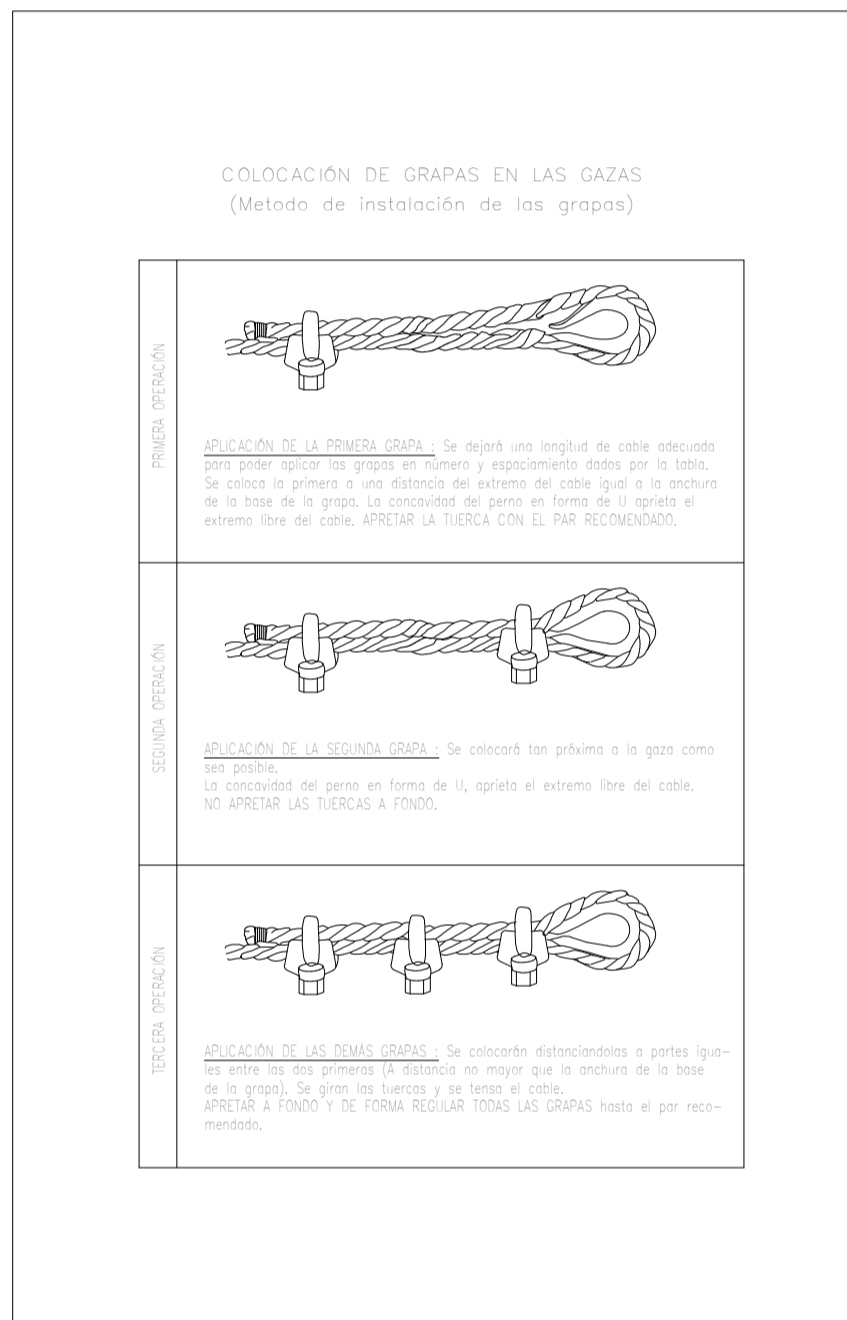 COLOCACIÓN DE GRAPAS EN LAS GAZAS
(Metodo de instalación de las grapas)
PRIMERA OPERACIÓN
APLICACIÓN DE LA PRIMERA GRAPA : Se dejará una longitud de cable adecuada
para poder aplicar las grapas en número y espaciamiento dados por la tabla.
Se coloca la primera a una distancia del extremo del cable igual a la anchura
de la base de la grapa. La concavidad del perno en forma de U aprieta el
extremo libre del cable. APRETAR LA TUERCA CON EL PAR RECOMENDADO.
SEGUNDA OPERACIÓN
APLICACIÓN DE LA SEGUNDA GRAPA : Se colocará tan próxima a la gaza como
sea posible.
La concavidad del perno en forma de U, aprieta el extremo libre del cable.
NO APRETAR LAS TUERCAS A FONDO.
TERCERA OPERACIÓN
APLICACIÓN DE LAS DEMÁS GRAPAS : Se colocarán distanciandolas a partes igua-
les entre las dos primeras (A distancia no mayor que la anchura de la base
de la grapa). Se giran las tuercas y se tensa el cable.
APRETAR A FONDO Y DE FORMA REGULAR TODAS LAS GRAPAS hasta el par reco-
mendado.